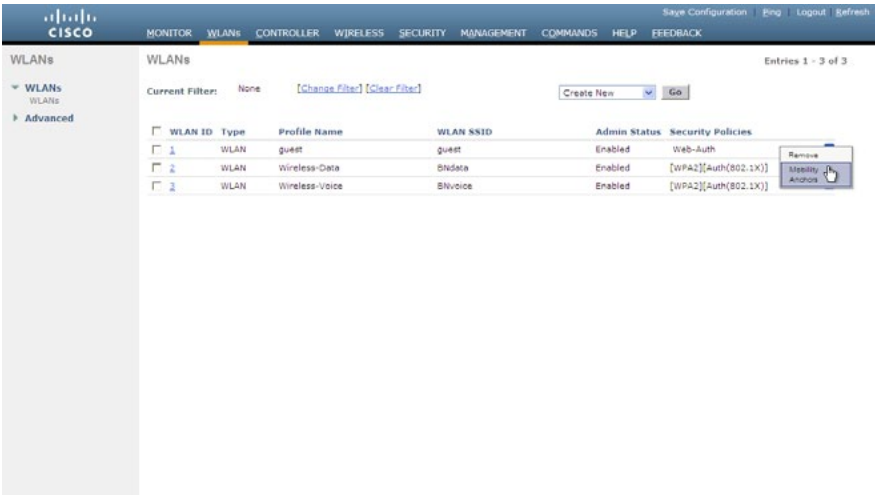 Save Configuration Ping Logout Refresh
CISCO
MONITOR WLANs CONTROLLER WIRELESS SECURITY MANAGEMENT COMMANDS HELP FEEDBACK
WLANs
WLANs
WLANs
Advanced
WLANs
Entries 1 - 3 of 3
Current Filter: None [Change Filter] [Clear Filter]
Create New Go
WLAN ID Type Profile Name WLAN SSID Admin Status Security Policies
1 WLAN guest guest Enabled Web-Auth
2 WLAN Wireless-Data BNdata Enabled [WPA2][Auth(802.1X)]
3 WLAN Wireless-Voice BNvoice Enabled [WPA2][Auth(802.1X)]
Remove
Mobility
Anchors